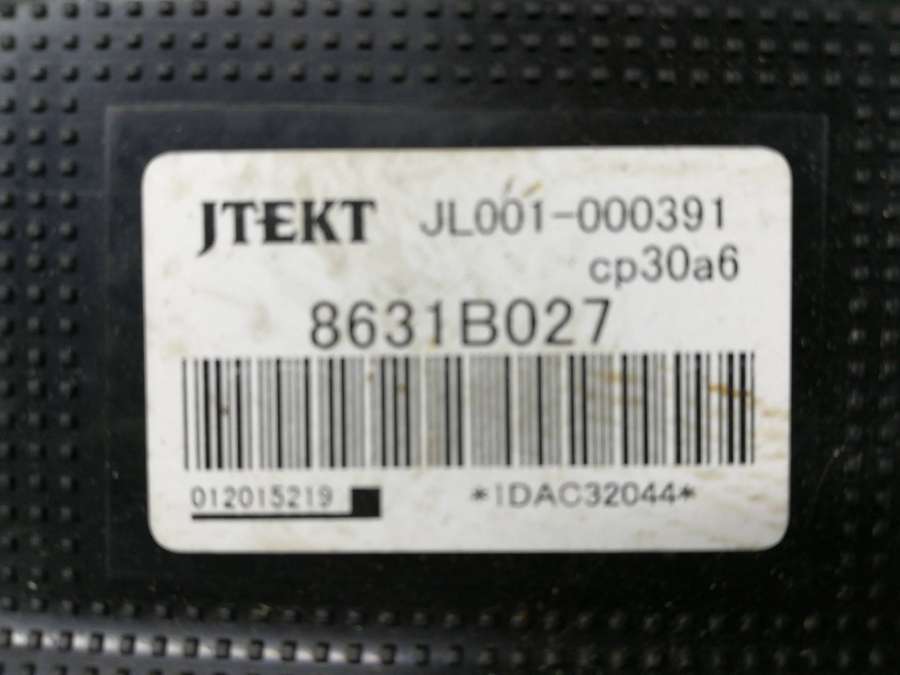 JTEKT JL001-000391
cp30a6
8631B027
012015219 *1DAC32044*